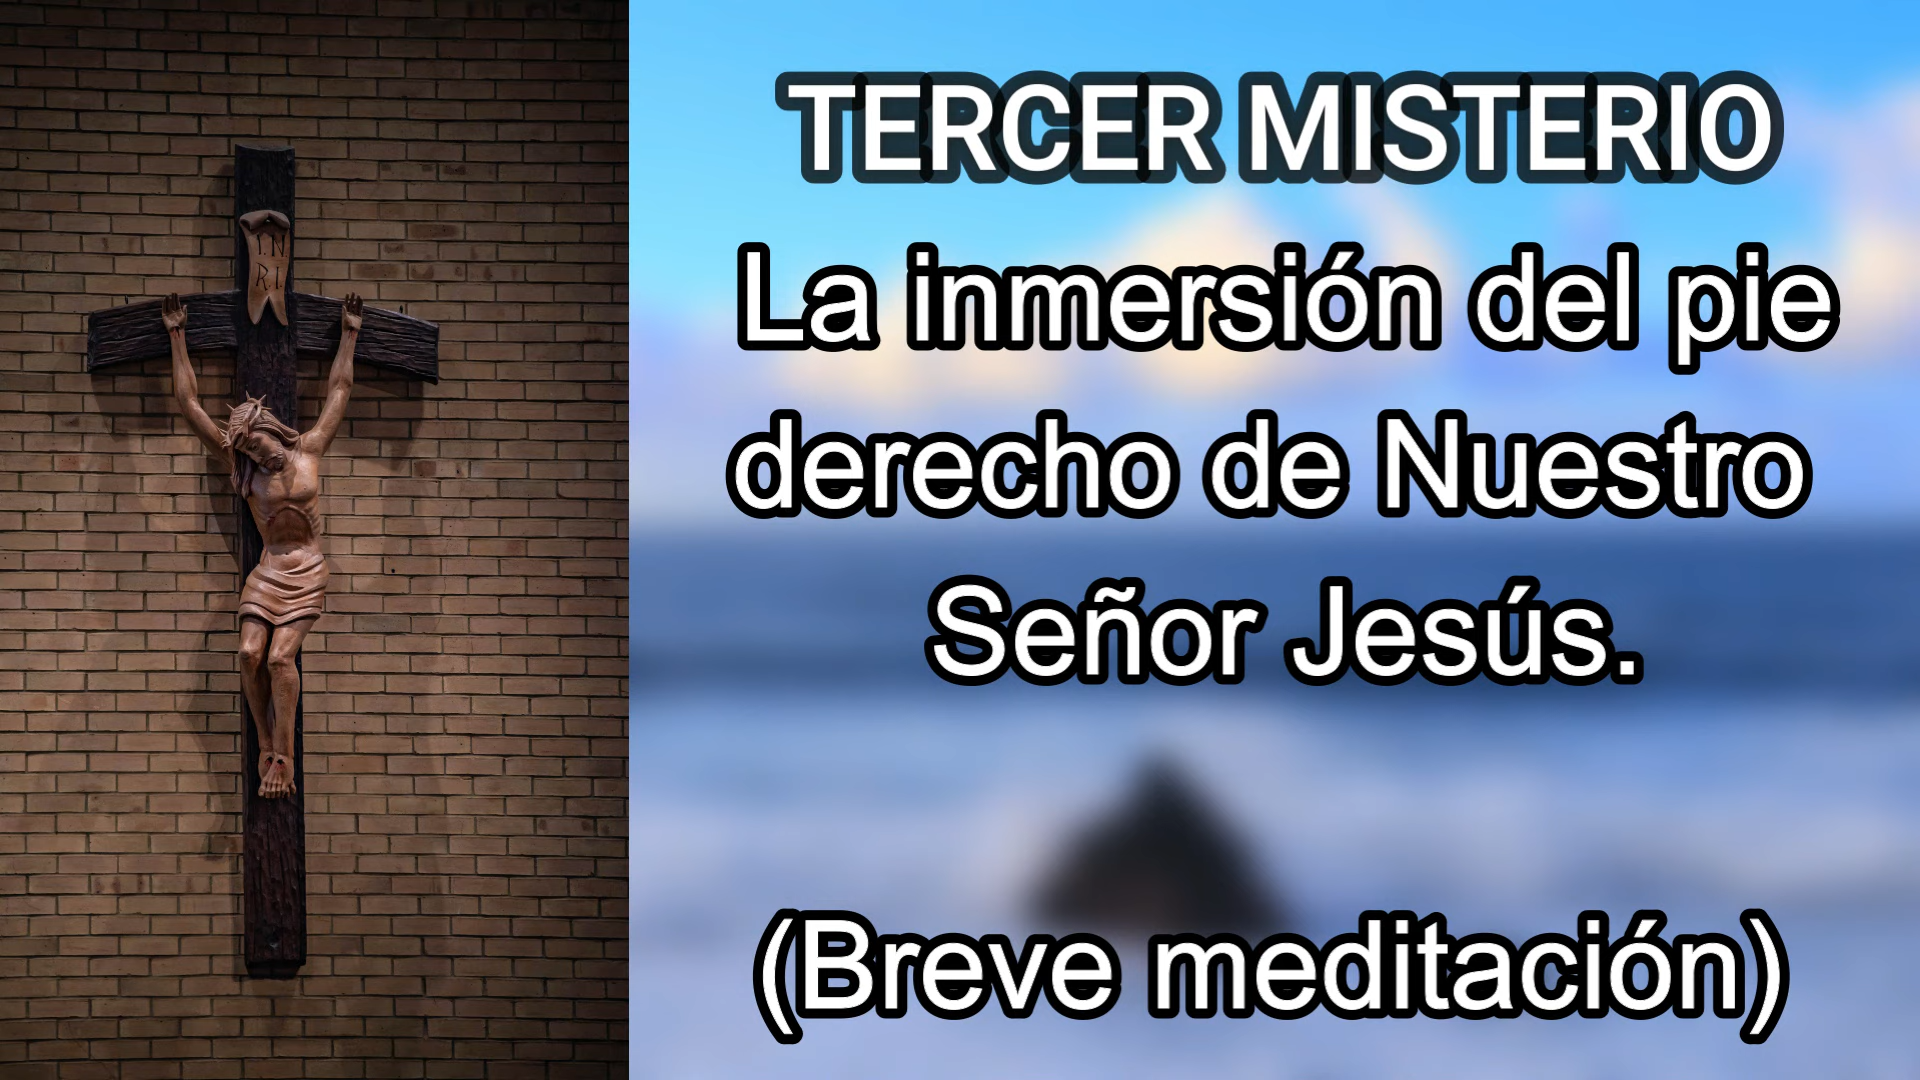 I.N.
R.I.
TERCER MISTERIO
La inmersión del pie
derecho de Nuestro
Señor Jesús.
(Breve meditación)